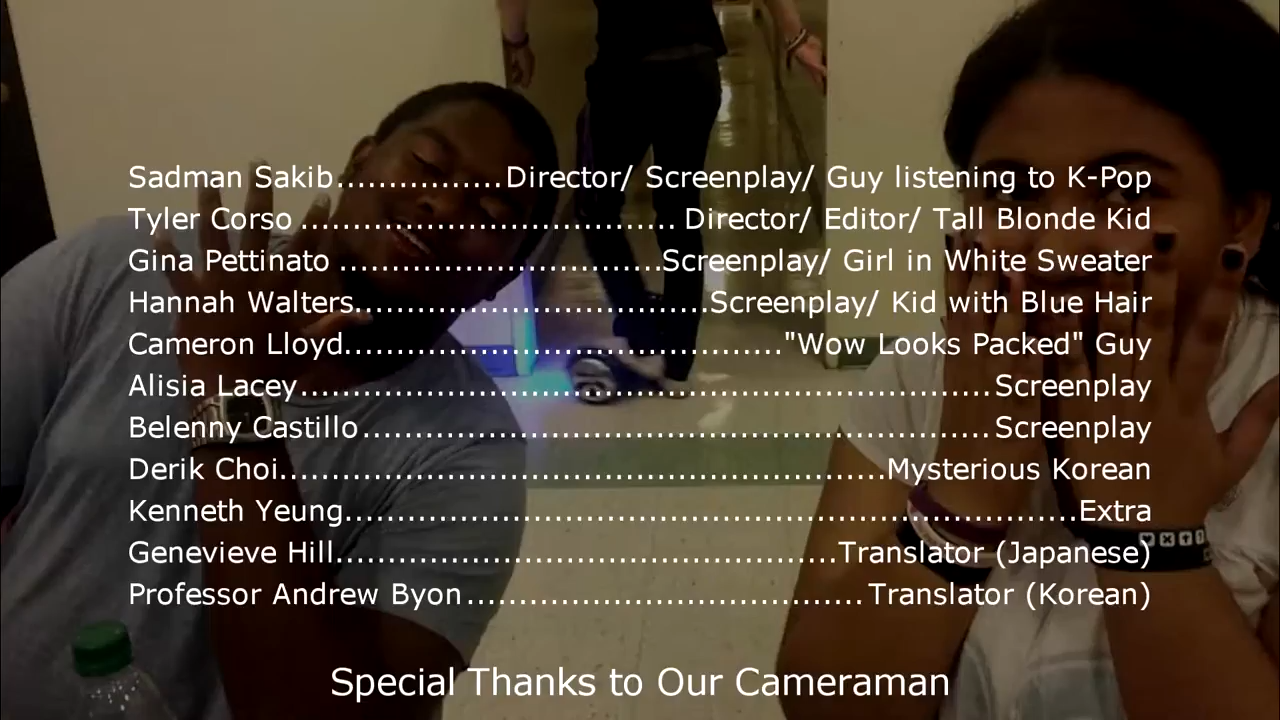 Sadman Sakib................Director/ Screenplay/ Guy listening to K-Pop
Tyler Corso .................................... Director/ Editor/ Tall Blonde Kid
Gina Pettinato ...............................Screenplay/ Girl in White Sweater
Hannah Walters..................................Screenplay/ Kid with Blue Hair
Cameron Lloyd.........................................."Wow Looks Packed" Guy
Alisia Lacey...................................................................Screenplay
Belenny Castillo.............................................................Screenplay
Derik Choi..........................................................Mysterious Korean
Kenneth Yeung......................................................................Extra
Genevieve Hill................................................Translator (Japanese)
Professor Andrew Byon......................................Translator (Korean)
Special Thanks to Our Cameraman